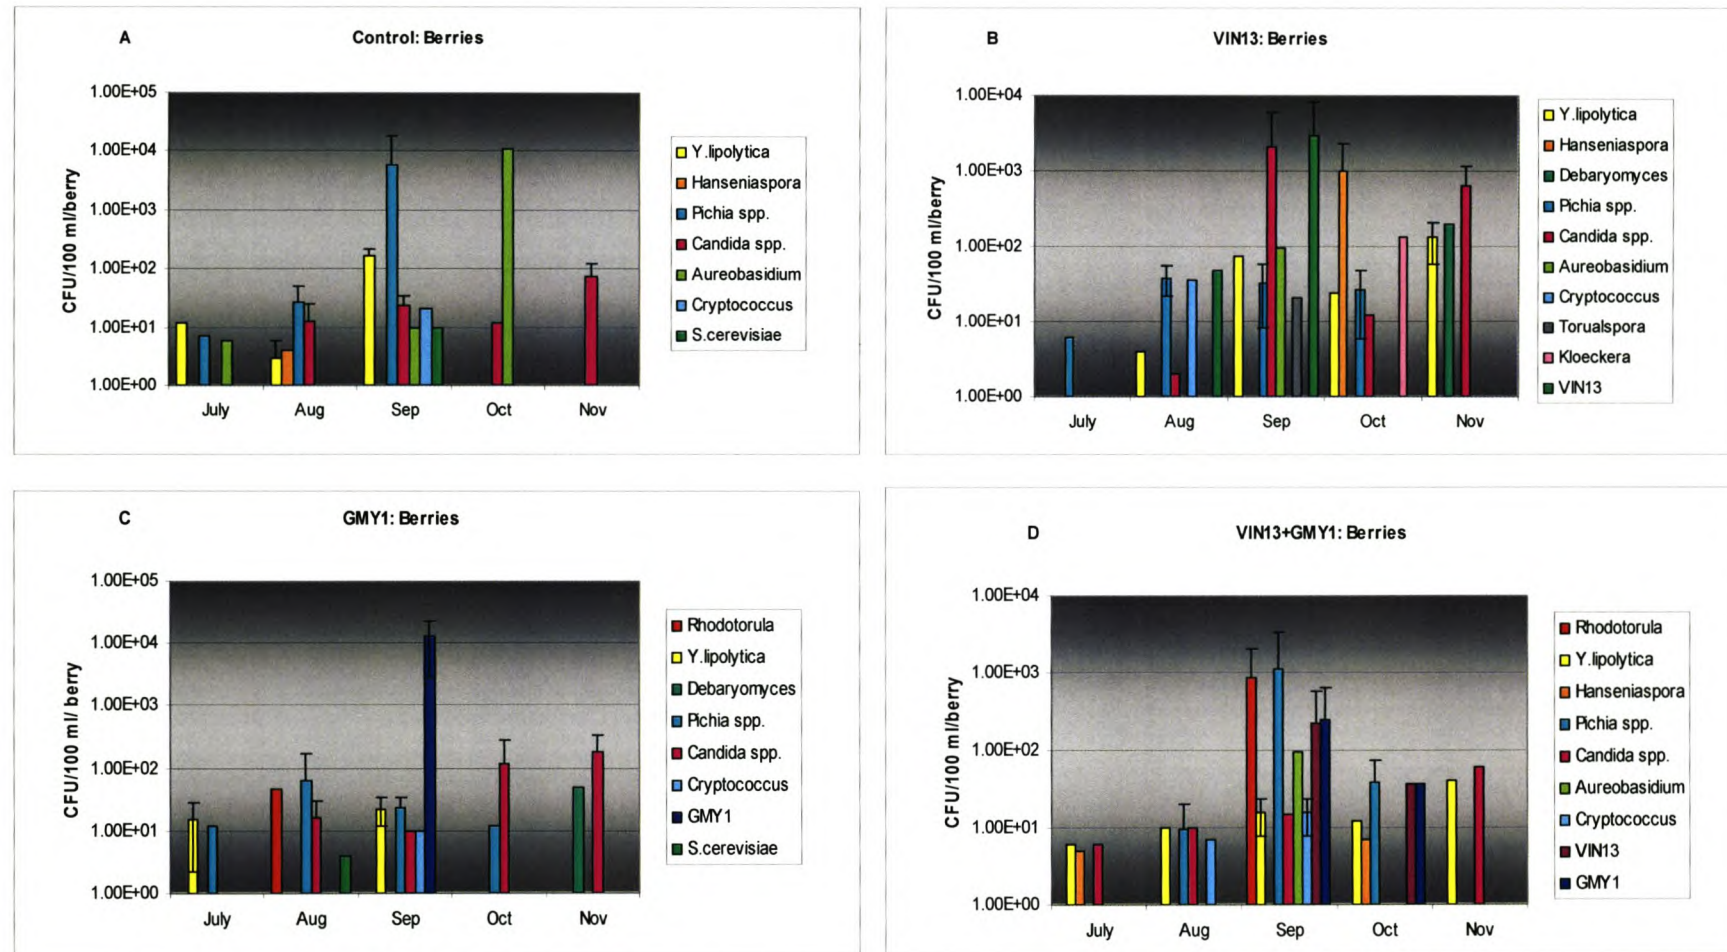 A
Control: Berries
CFU/100 ml/berry
1.00E+05
1.00E+04
1.00E+03
1.00E+02
1.00E+01
1.00E+00
July Aug Sep Oct Nov
Y.lipolytica
Hanseniaspora
Pichia spp.
Candida spp.
Aureobasidium
Cryptococcus
S.cerevisiae
B
VIN13: Berries
CFU/100 ml/berry
1.00E+04
1.00E+03
1.00E+02
1.00E+01
1.00E+00
July Aug Sep Oct Nov
Y.lipolytica
Hanseniaspora
Debaryomyces
Pichia spp.
Candida spp.
Aureobasidium
Cryptococcus
Torualspora
Kloeckera
VIN13
C
GMY1: Berries
CFU/100 ml/ berry
1.00E+05
1.00E+04
1.00E+03
1.00E+02
1.00E+01
1.00E+00
July Aug Sep Oct Nov
Rhodotorula
Y.lipolytica
Debaryomyces
Pichia spp.
Candida spp.
Cryptococcus
GMY1
S.cerevisiae
D
VIN13+GMY1: Berries
CFU/100 ml/berry
1.00E+04
1.00E+03
1.00E+02
1.00E+01
1.00E+00
July Aug Sep Oct Nov
Rhodotorula
Y.lipolytica
Hanseniaspora
Pichia spp.
Candida spp.
Aureobasidium
Cryptococcus
VIN13
GMY1